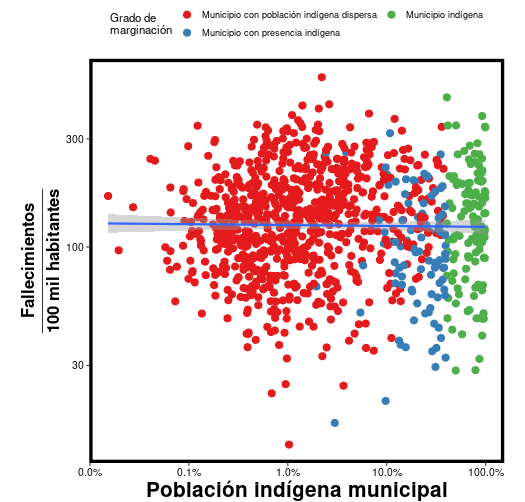 Grado de
marginación
Municipio con población indígena dispersa
Municipio indígena
Municipio con presencia indígena
Fallecimientos
100 mil habitantes
300
100
30
0.0%
0.1%
1.0%
10.0%
100.0%
Población indígena municipal